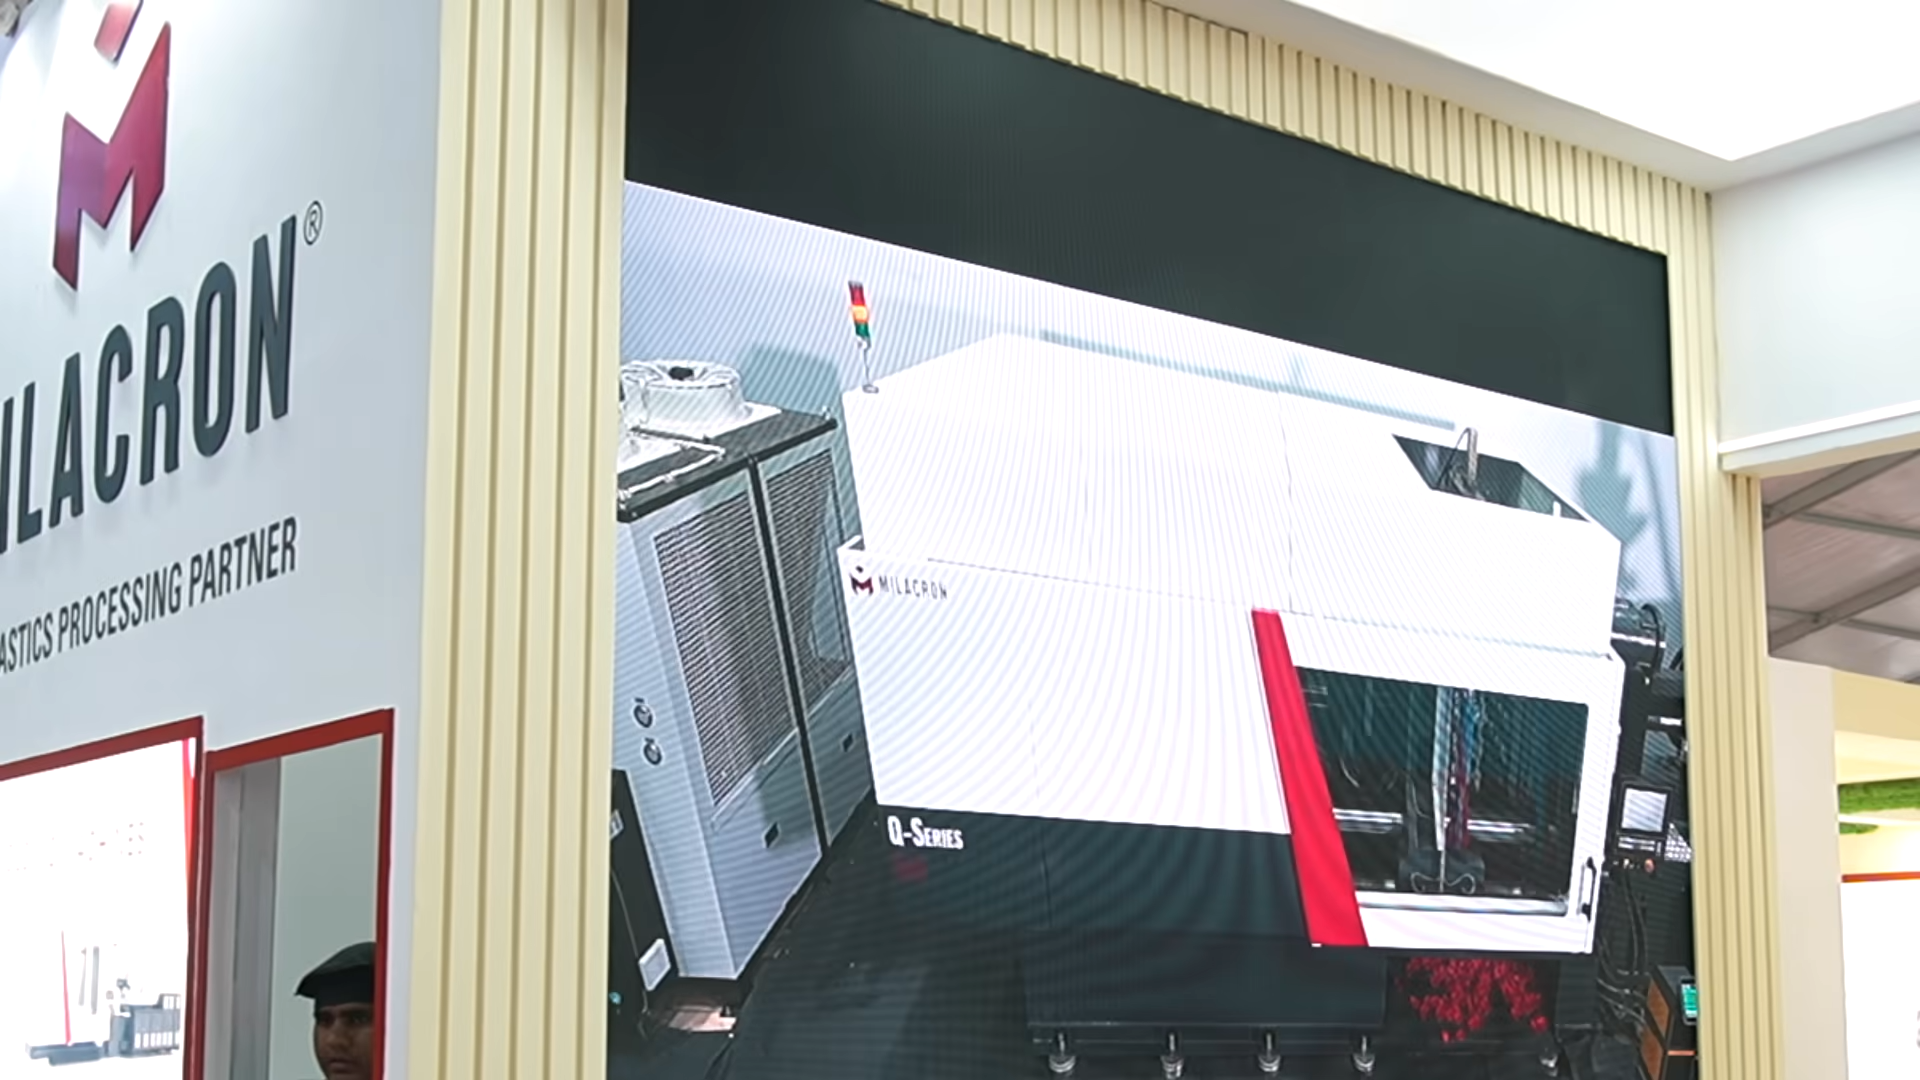 ILACRON®
ASTICS PROCESSING PARTNER
MILACRON
Q-SERIES